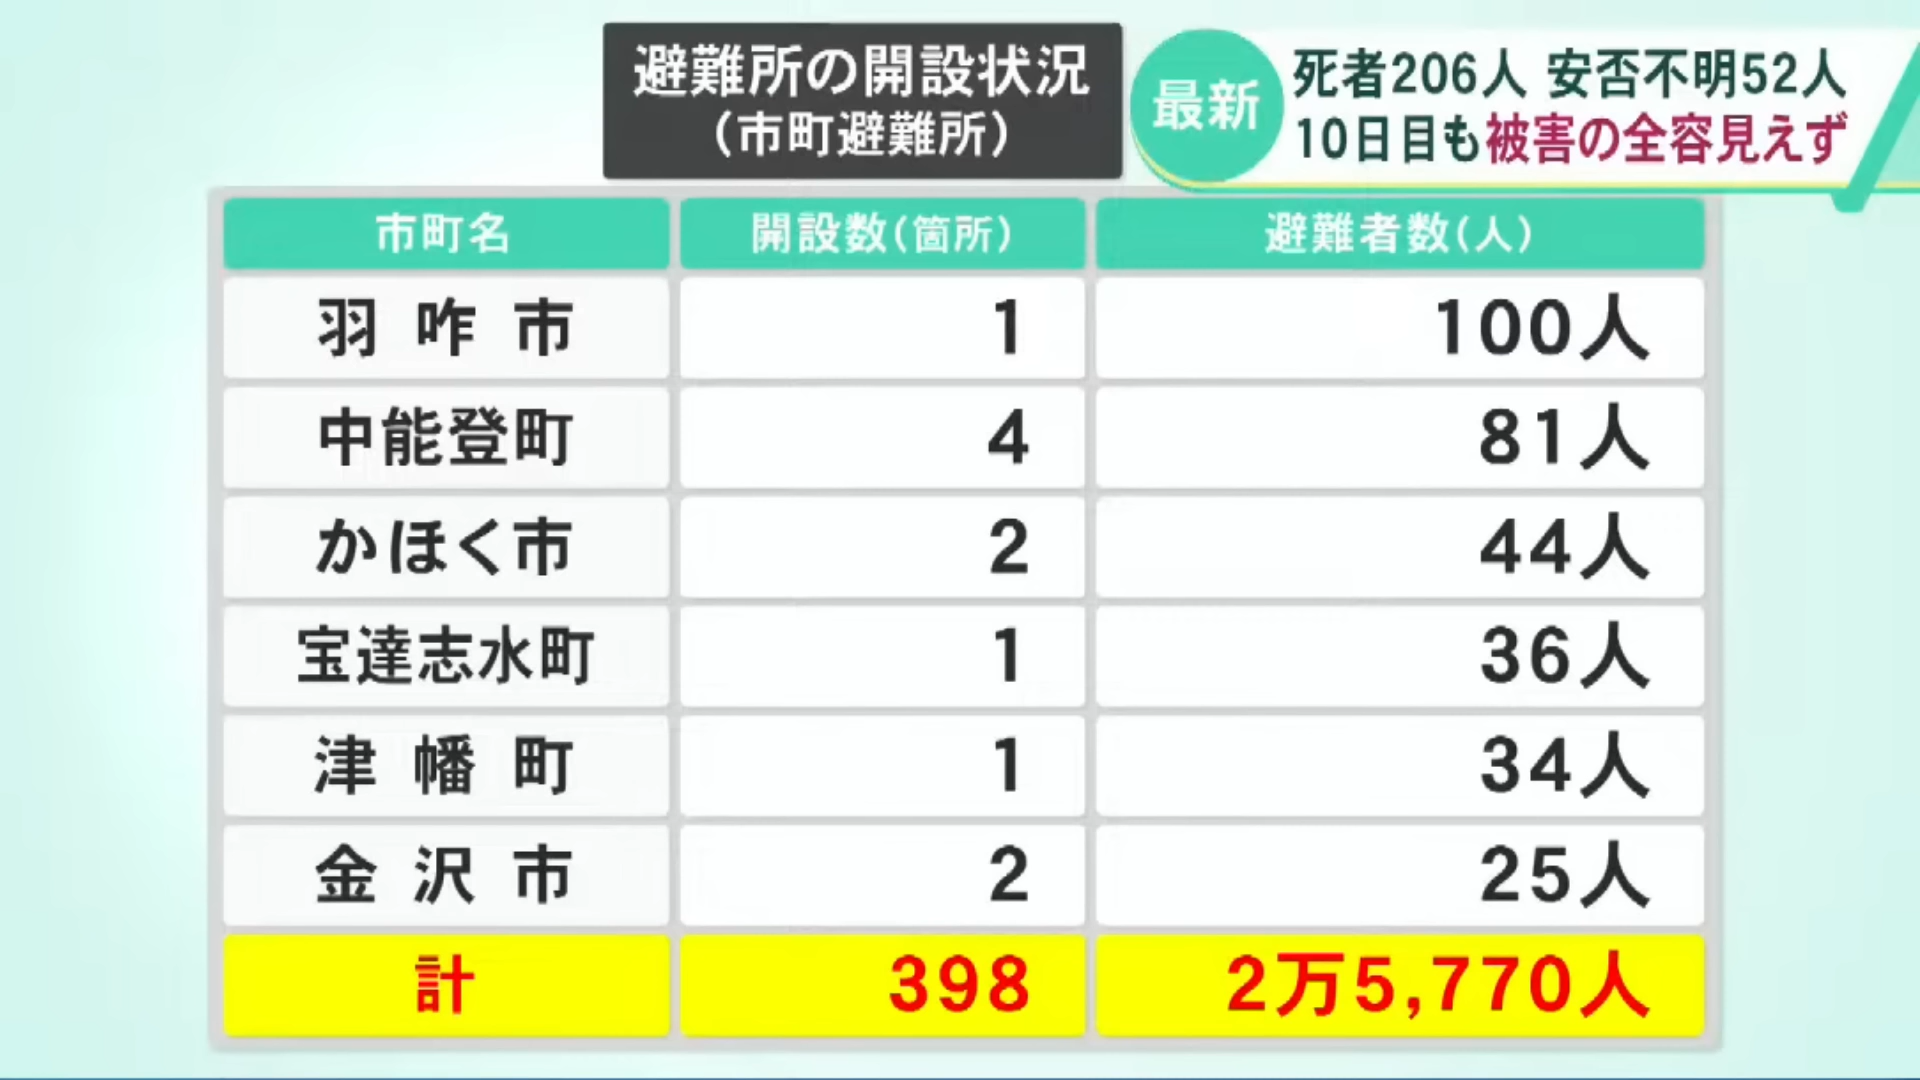 避難所の開設状況
(市町避難所)
最新
死者206人 安否不明52人
10日目も被害の全容見えず
市町名 開設数(箇所) 避難者数(人)
羽咋市 1 100人
中能登町 4 81人
かほく市 2 44人
宝達志水町 1 36人
津幡町 1 34人
金沢市 2 25人
計 398 2万5,770人